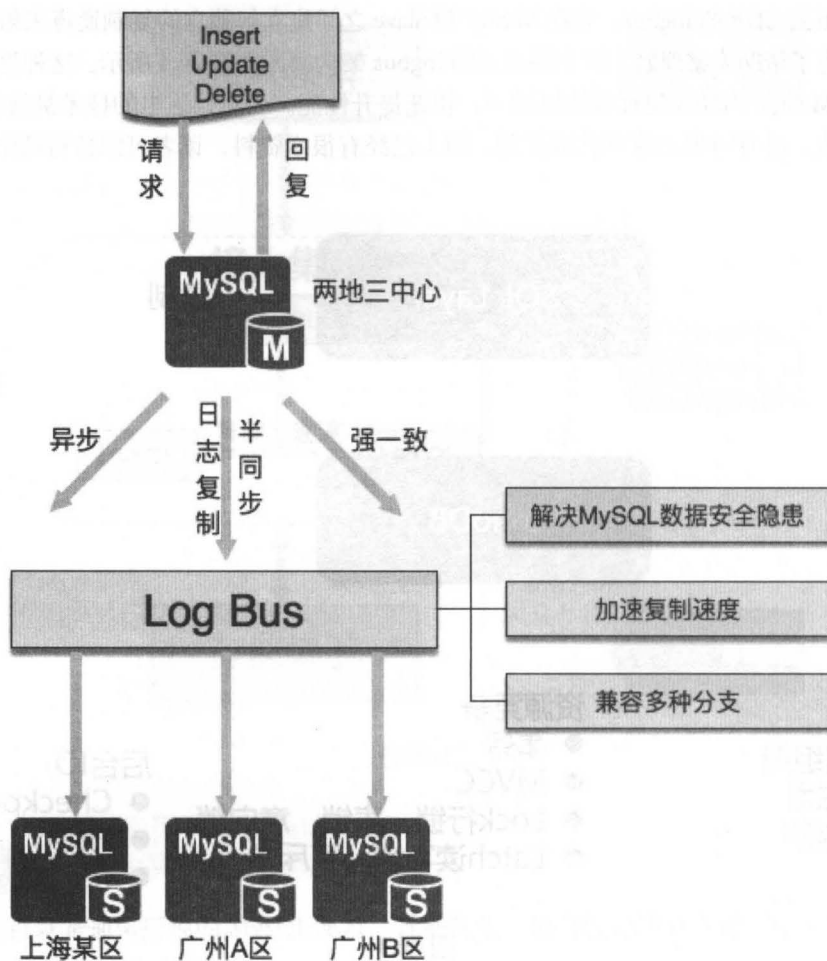 Insert
Update
Delete
请求
回复
MySQL
M
两地三中心
异步
日志复制
半同步
强一致
Log Bus
解决MySQL数据安全隐患
加速复制速度
兼容多种分支
MySQL
S
上海某区
MySQL
S
广州A区
MySQL
S
广州B区